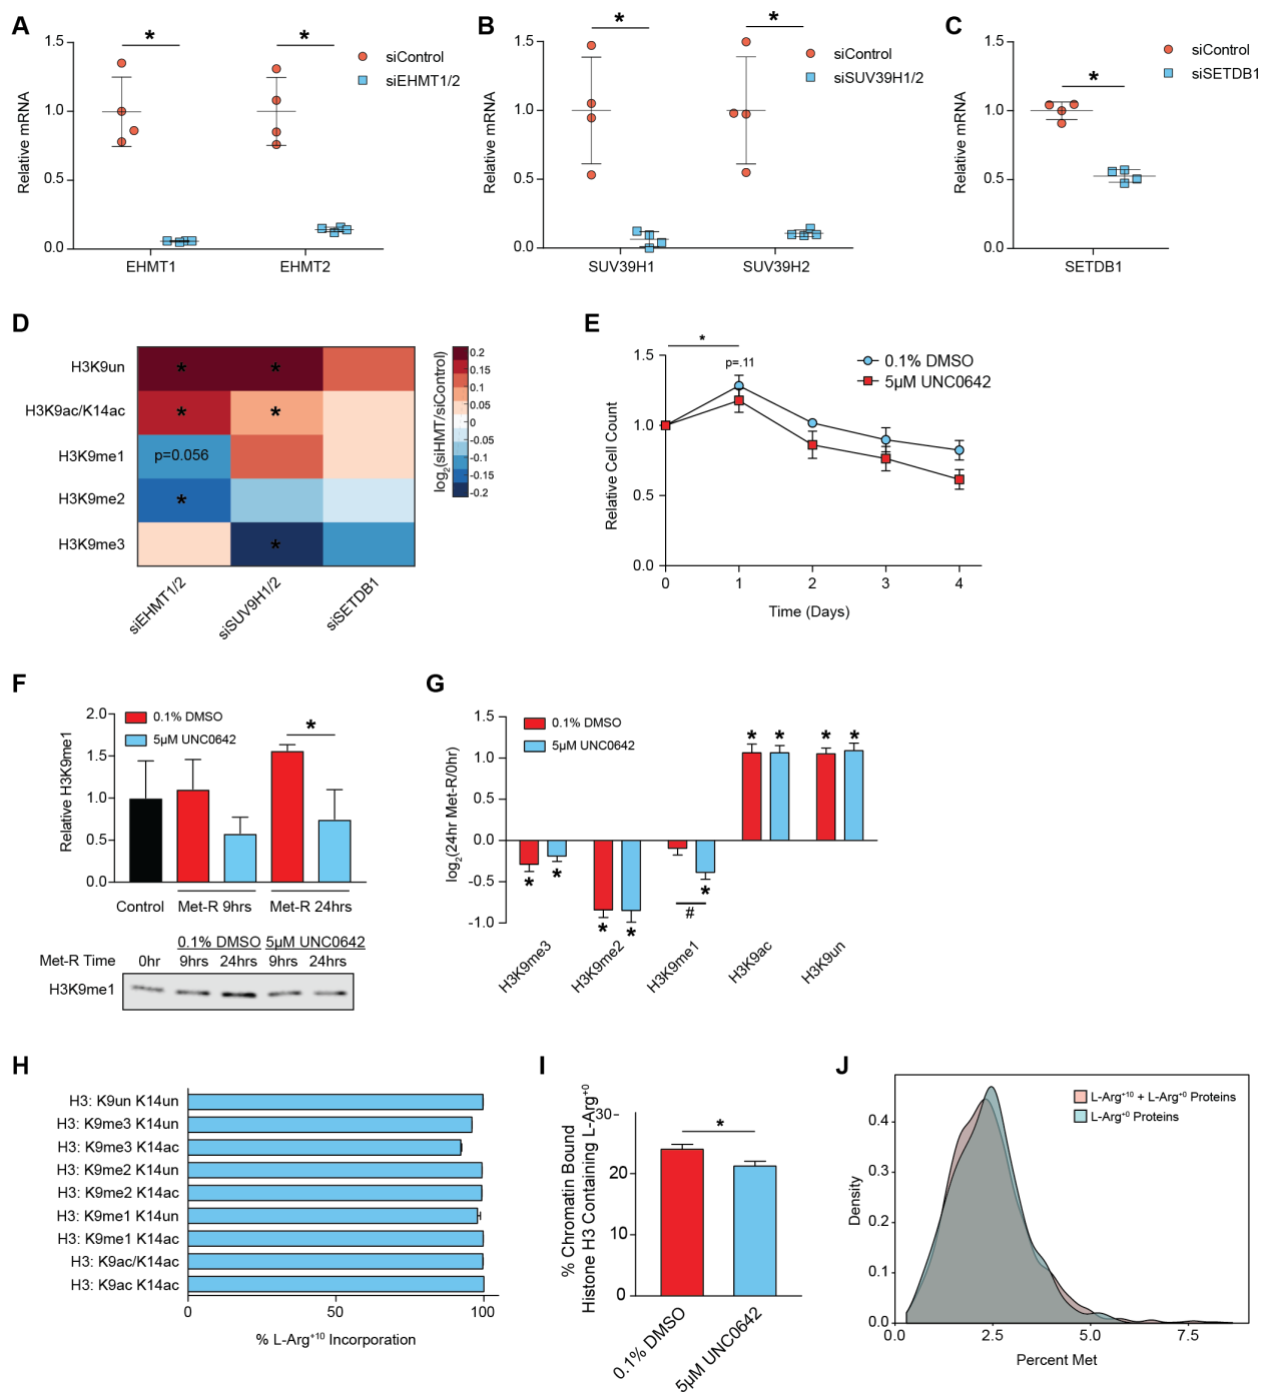 A
1.5
1.0
0.5
0.0
Relative mRNA
*
*
siControl
siEHMT1/2
EHMT1
EHMT2
B
1.5
1.0
0.5
0.0
Relative mRNA
*
*
siControl
siSUV39H1/2
SUV39H1
SUV39H2
C
1.5
1.0
0.5
0.0
Relative mRNA
*
siControl
siSETDB1
SETDB1
D
H3K9un
H3K9ac/K14ac
H3K9me1
H3K9me2
H3K9me3
* *
* *
p=0.056
*
*
siEHMT1/2
siSUV9H1/2
siSETDB1
0.2
0.15
0.1
0.05
0
-0.05
-0.1
-0.15
-0.2
log2(siHMT/siControl)
E
1.5
1.0
0.5
0.0
Relative Cell Count
*
p=.11
0.1% DMSO
5µM UNC0642
0 1 2 3 4
Time (Days)
F
2.0
1.5
1.0
0.5
0.0
Relative H3K9me1
0.1% DMSO
5µM UNC0642
*
Control Met-R 9hrs Met-R 24hrs
0.1% DMSO 5µM UNC0642
Met-R Time 0hr 9hrs 24hrs 9hrs 24hrs
H3K9me1
G
1.5
1.0
0.5
0.0
-0.5
-1.0
log2(24hr Met-R/0hr)
0.1% DMSO
5µM UNC0642
* * * *
* *
* *
*
#
H3K9me3
H3K9me2
H3K9me1
H3K9ac
H3K9un
H
H3: K9un K14un
H3: K9me3 K14un
H3: K9me3 K14ac
H3: K9me2 K14un
H3: K9me2 K14ac
H3: K9me1 K14un
H3: K9me1 K14ac
H3: K9ac/K14ac
H3: K9ac K14ac
0 50 100
% L-Arg+10 Incorporation
I
% Chromatin Bound
Histone H3 Containing L-Arg+0
30
20
10
0
*
0.1% DMSO
5µM UNC0642
J
0.4
0.3
0.2
0.1
0.0
Density
L-Arg+10 + L-Arg+0 Proteins
L-Arg+0 Proteins
0.0 2.5 5.0 7.5
Percent Met